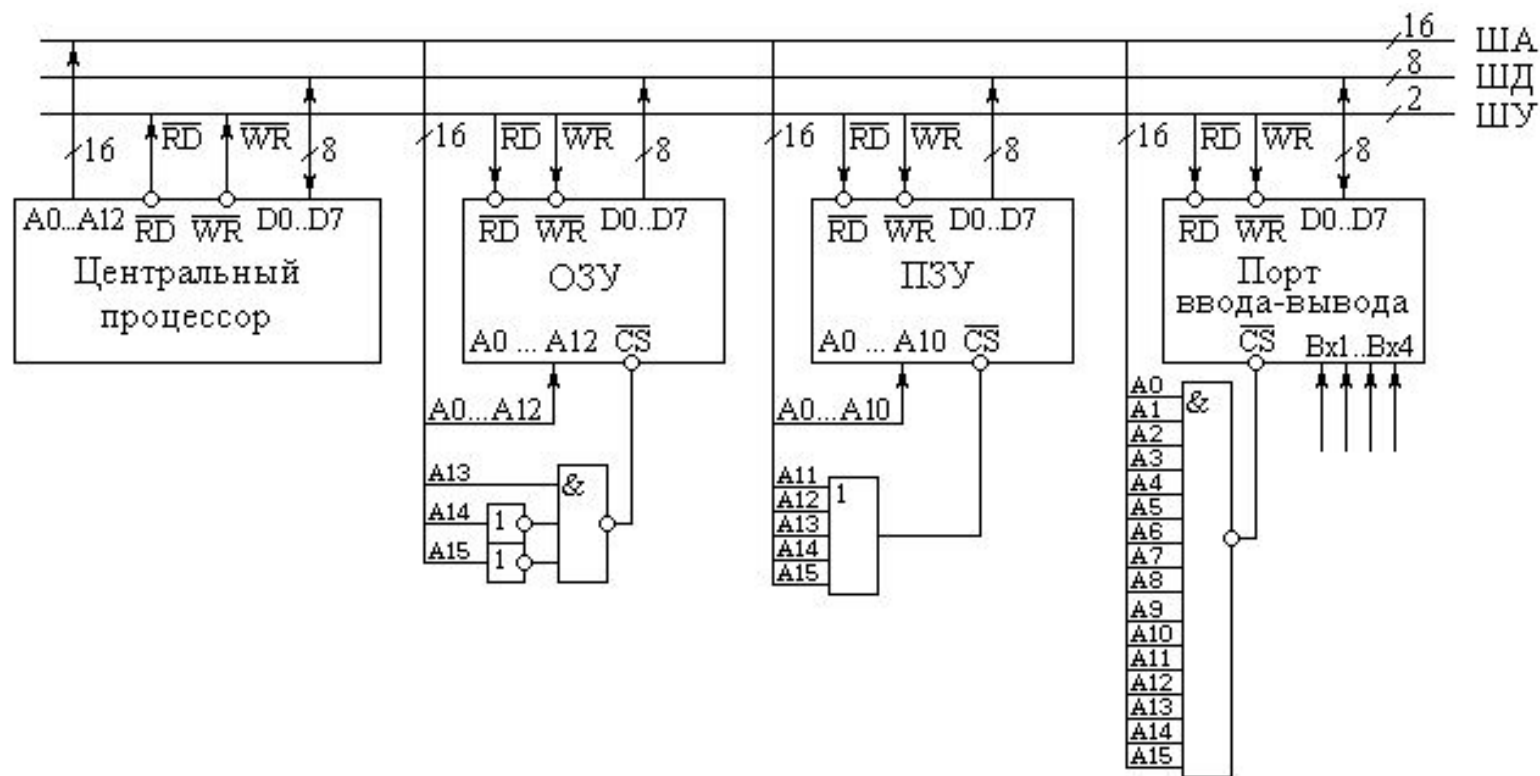 16 ША
8 ШД
2 ШУ
16 RD WR 8
16 RD WR 8
16 RD WR 8
16 RD WR 8
A0...A12 RD WR D0..D7
Центральный
процессор
RD WR D0..D7
ОЗУ
A0 ... A12 CS
RD WR D0..D7
ПЗУ
A0 ... A10 CS
RD WR D0..D7
Порт
ввода-вывода
CS
Вх1..Вх4
A0...A12
A13
A14
A15
1
1
&
A0...A10
A11
A12
A13
A14
A15
1
A0
A1
A2
A3
A4
A5
A6
A7
A8
A9
A10
A11
A12
A13
A14
A15
&